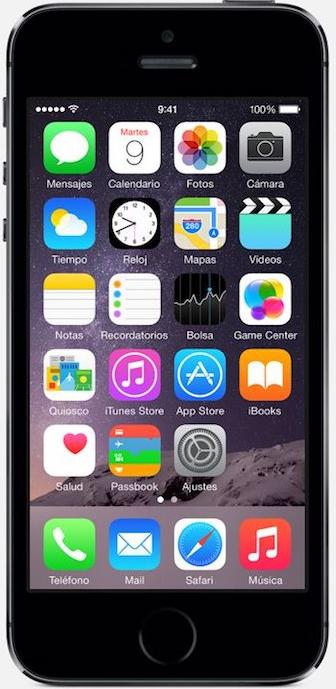 9:41 100%
Martes
9
Mensajes Calendario Fotos Cámara
280
Tiempo Reloj Mapas Vídeos
Notas Recordatorios Bolsa Game Center
Quiosco iTunes Store App Store iBooks
Salud Passbook Ajustes
Teléfono Mail Safari Música